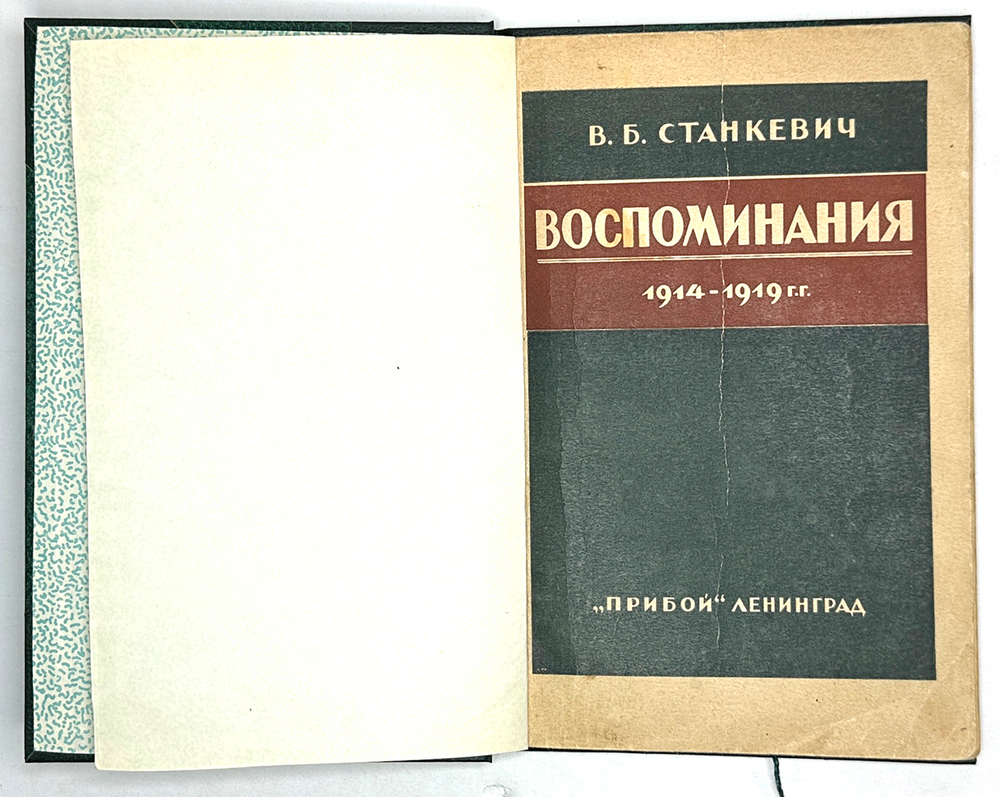 В. Б. СТАНКЕВИЧ
ВОСПОМИНАНИЯ
1914-1919 г.г.
„ПРИБОЙ“ ЛЕНИНГРАД